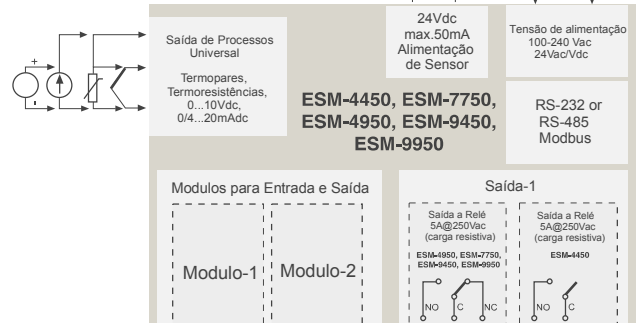 Saída de Processos
Universal
Termopares,
Termoresistências,
0...10Vdc,
0/4...20mAdc
24Vdc
max.50mA
Alimentação
de Sensor
Tensão de alimentação
100-240 Vac
24Vac/Vdc
ESM-4450, ESM-7750,
ESM-4950, ESM-9450,
ESM-9950
RS-232 or
RS-485
Modbus
Modulos para Entrada e Saída
Modulo-1
Modulo-2
Saída-1
Saída a Relé
5A@250Vac
(carga resistiva)
ESM-4950, ESM-7750,
ESM-9450, ESM-9950
NO C NC
Saída a Relé
5A@250Vac
(carga resistiva)
ESM-4450
NO C